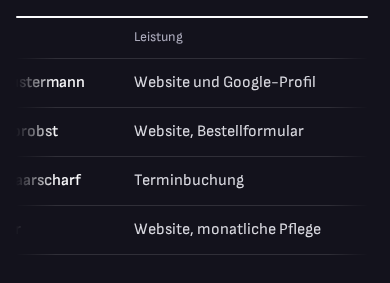 Leistung
Website und Google-Profil
Website, Bestellformular
Terminbuchung
Website, monatliche Pflege